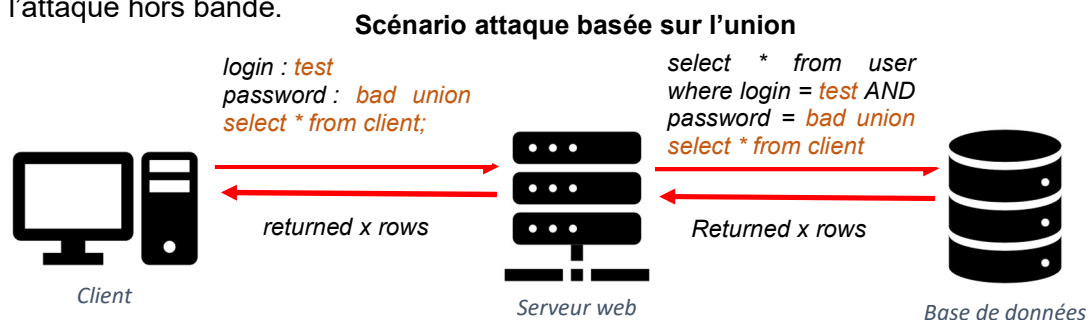 l'attaque hors bande.
Scénario attaque basée sur l'union
login : test
password : bad union
select * from client;
select * from user
where login = test AND
password = bad union
select * from client
returned x rows
Returned x rows
Client
Serveur web
Base de données